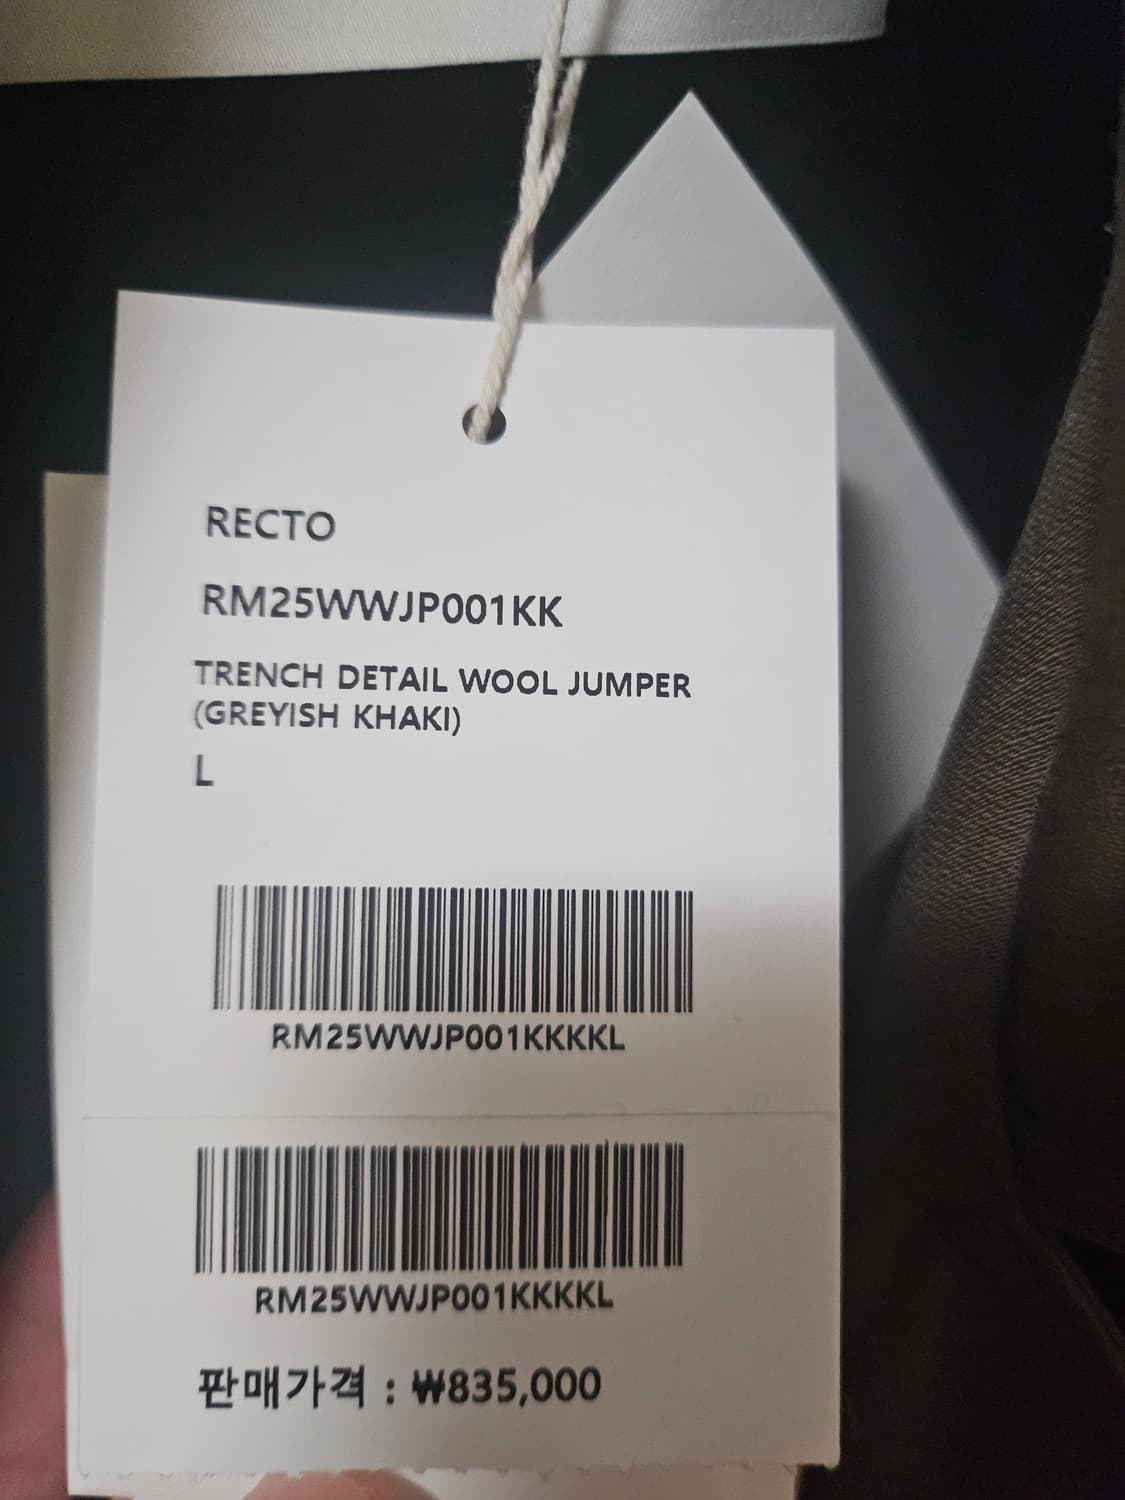 RECTO
RM25WWJP001KK
TRENCH DETAIL WOOL JUMPER
(GREYISH KHAKI)
L
RM25WWJP001KKKKL
RM25WWJP001KKKKL
판매가격 : ₩835,000